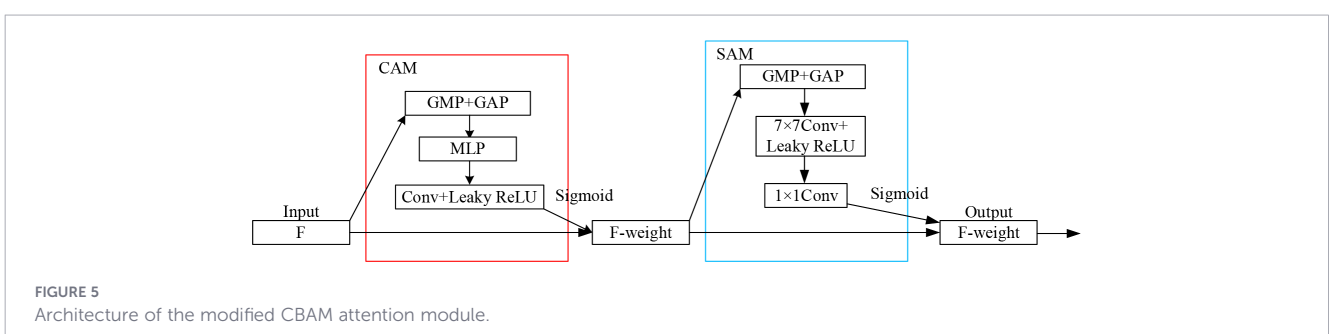 CAM
GMP+GAP
MLP
Conv+Leaky ReLU
Sigmoid
Input
F
F-weight
SAM
GMP+GAP
7×7Conv+
Leaky ReLU
1×1Conv
Sigmoid
Output
F-weight
FIGURE 5
Architecture of the modified CBAM attention module.